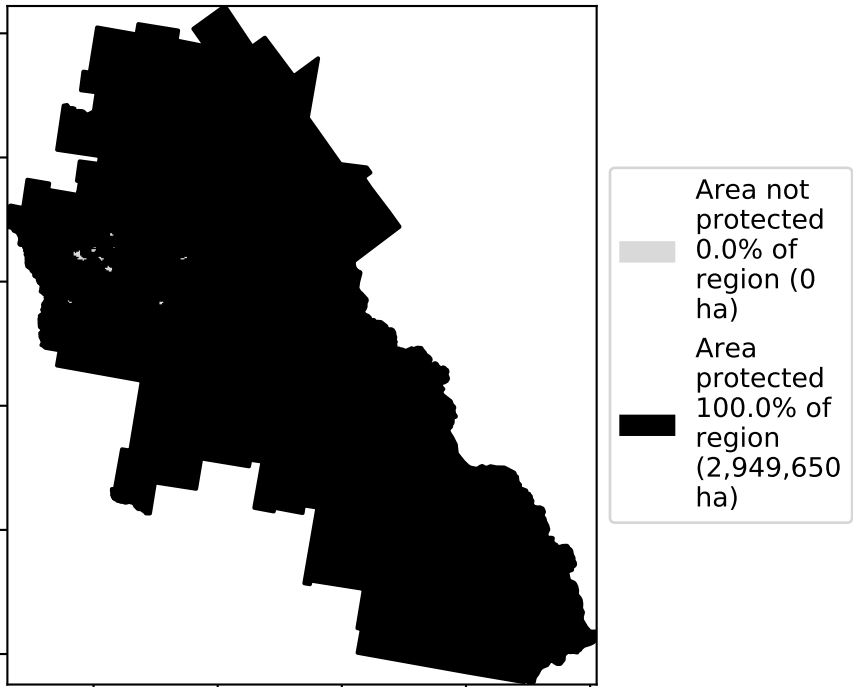 Area not
protected
0.0% of
region (0
ha)
Area
protected
100.0% of
region
(2,949,650
ha)